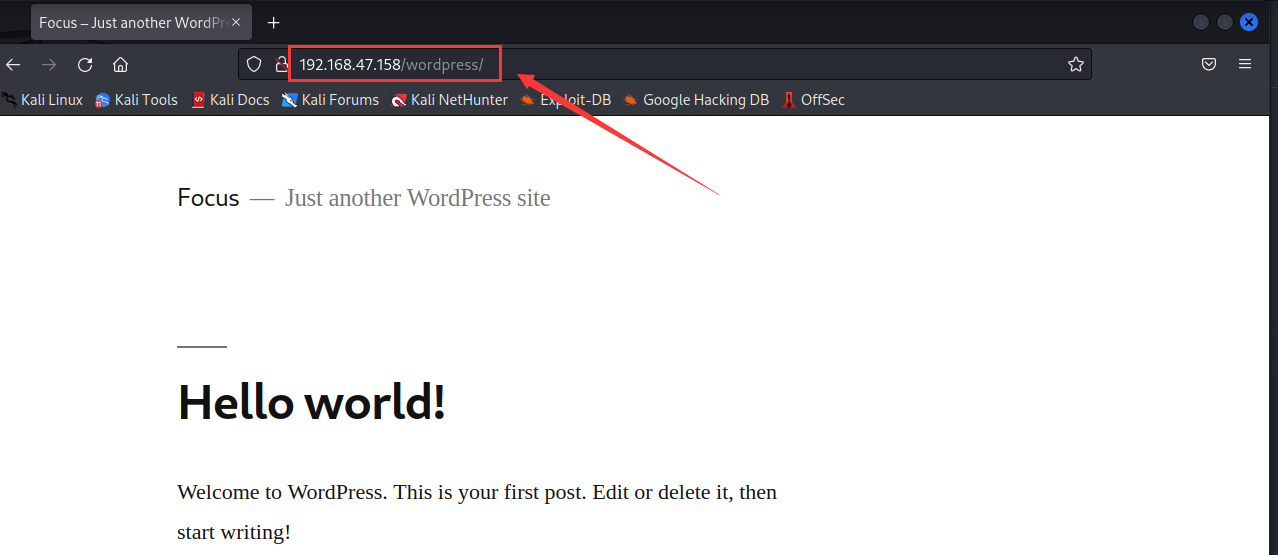 Focus – Just another WordPr
192.168.47.158/wordpress/
Kali Linux Kali Tools Kali Docs Kali Forums Kali NetHunter Exploit-DB Google Hacking DB OffSec
Focus — Just another WordPress site
Hello world!
Welcome to WordPress. This is your first post. Edit or delete it, then
start writing!